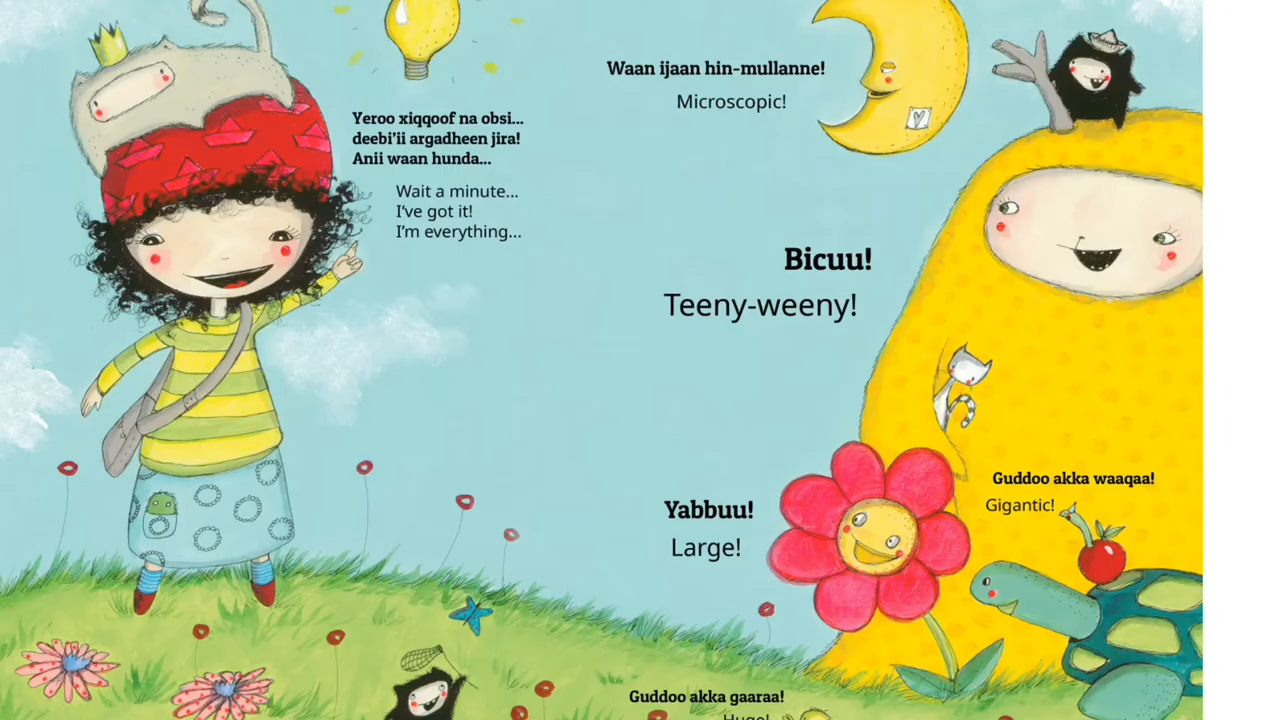 Yeroo xiqqoof na obsi...
deebi'ii argadheen jira!
Anii waan hunda...
Wait a minute...
I've got it!
I'm everything...
Waan ijaan hin-mullanne!
Microscopic!
Bicuu!
Teeny-weeny!
Yabbuu!
Large!
Guddoo akka waaqaa!
Gigantic!
Guddoo akka gaaraa!
Huge!